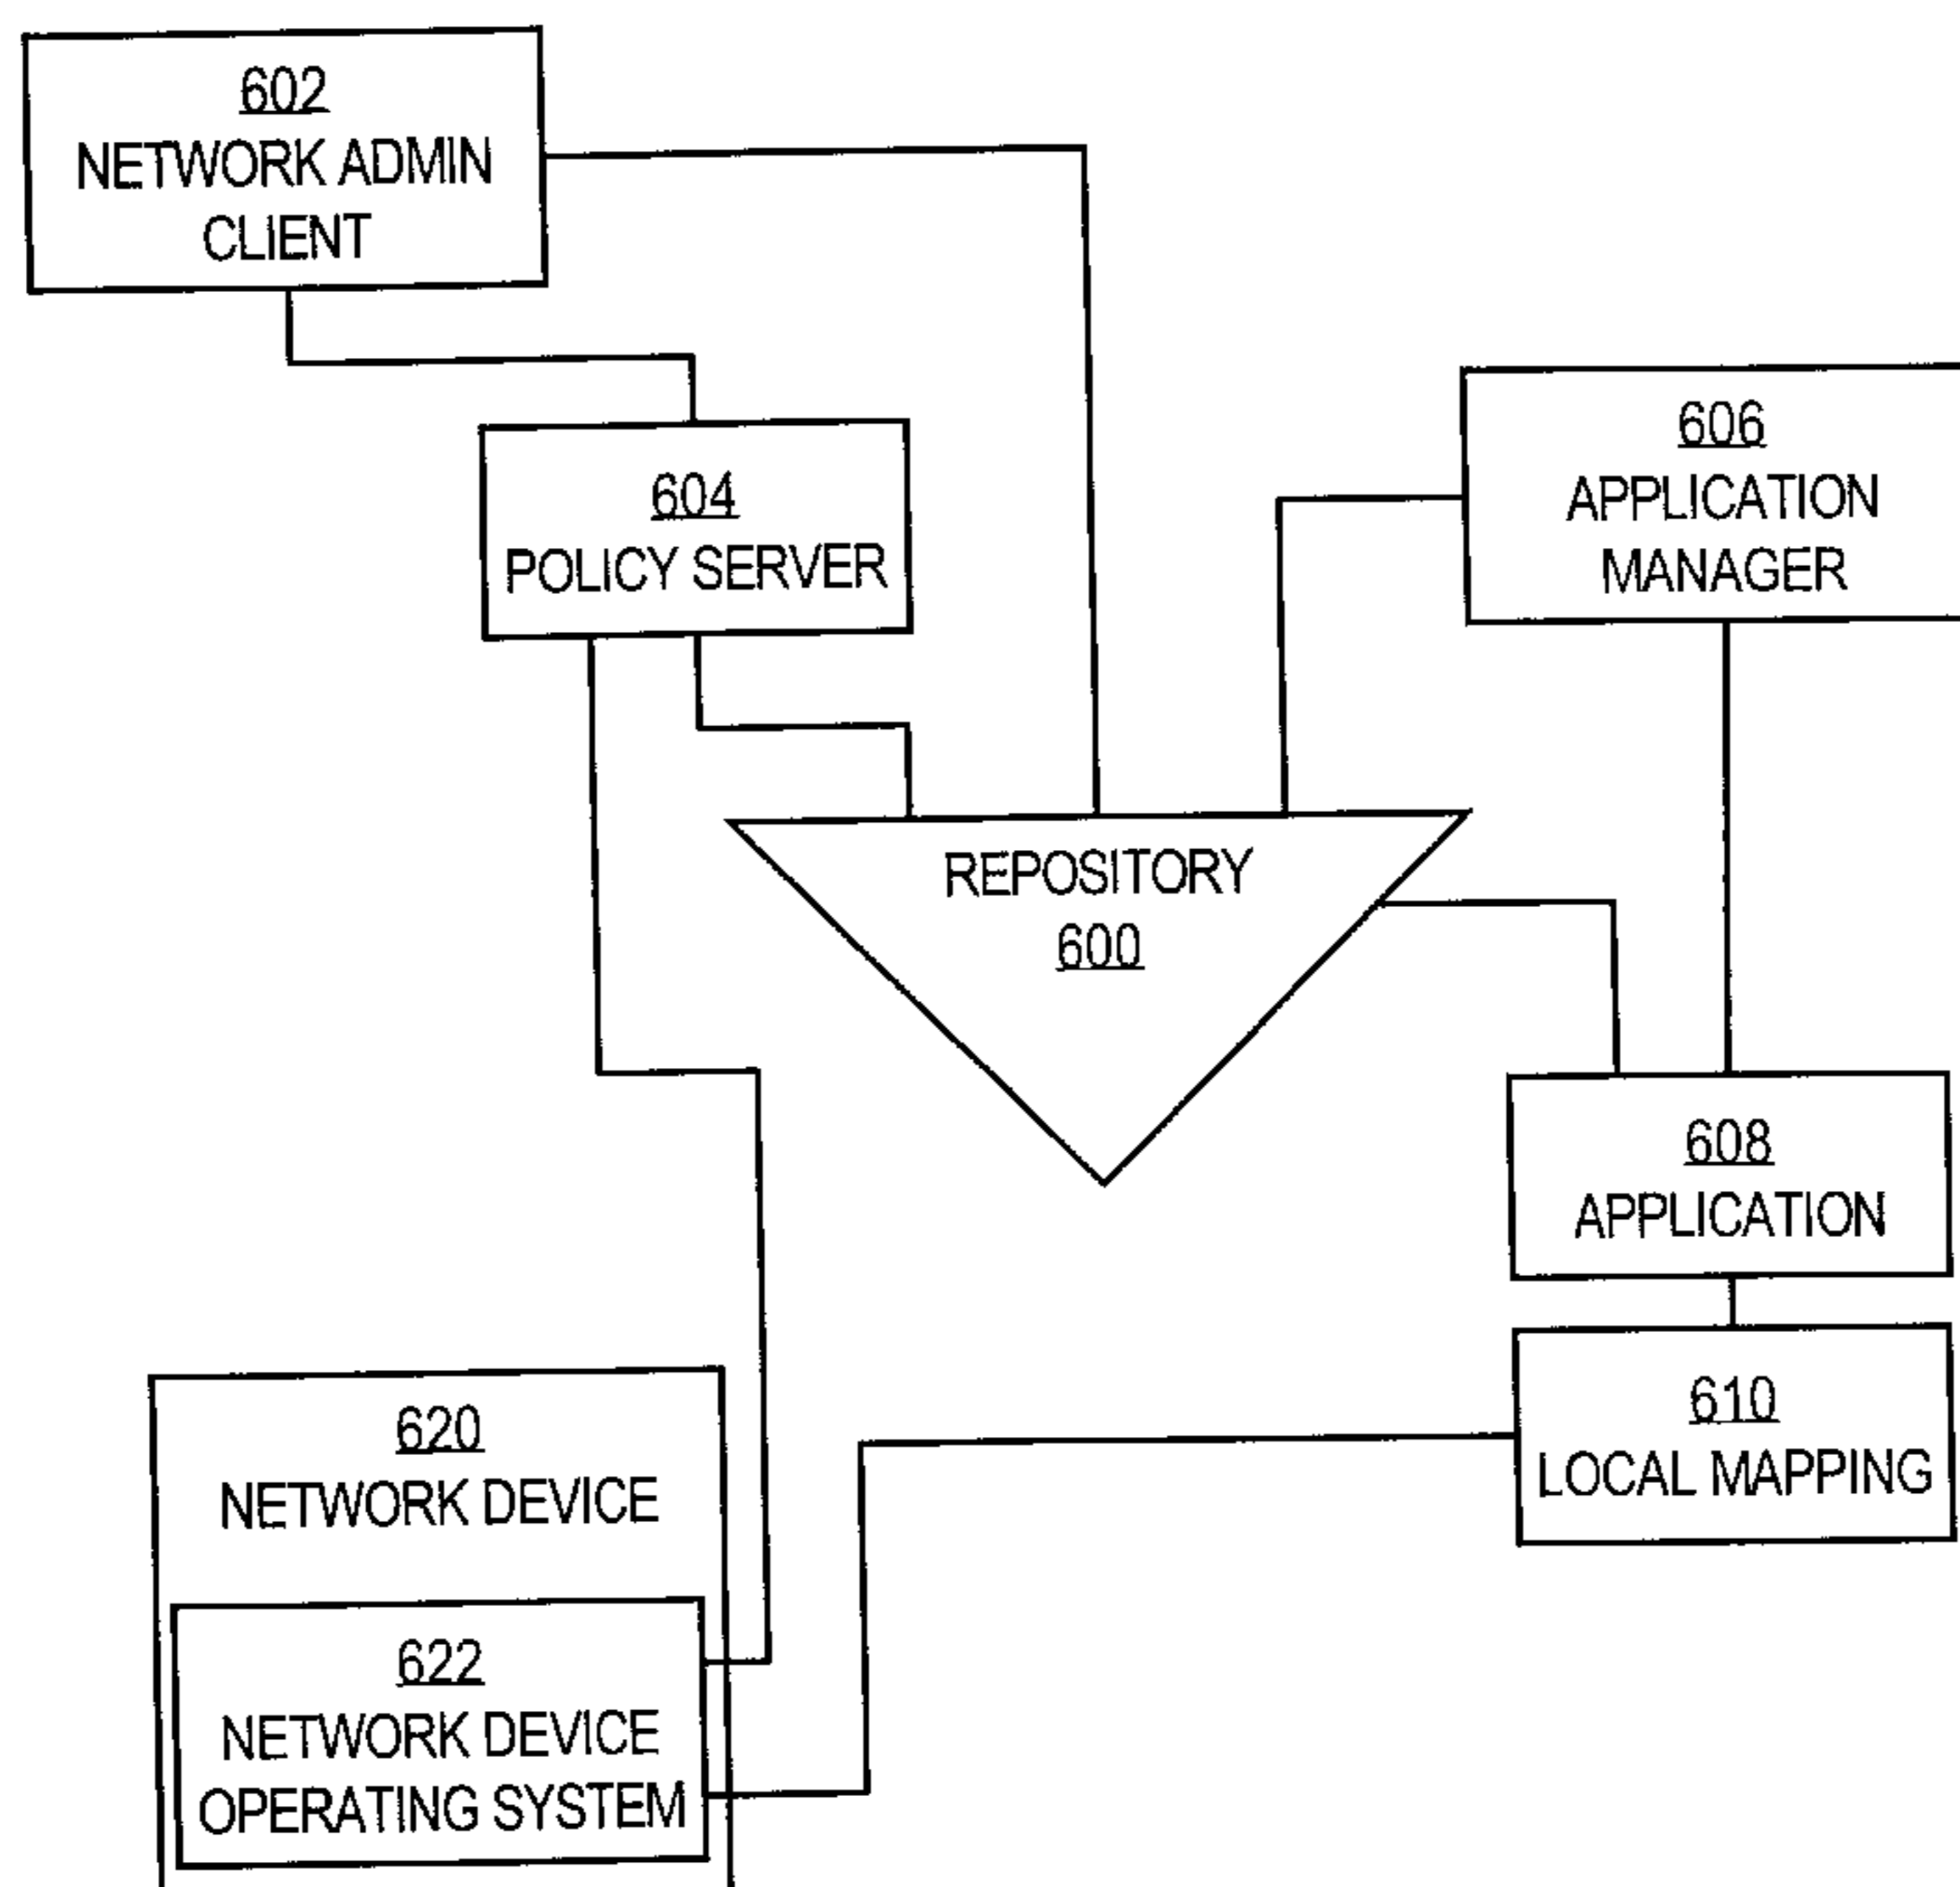 602
NETWORK ADMIN
CLIENT
604
POLICY SERVER
606
APPLICATION
MANAGER
REPOSITORY
600
608
APPLICATION
610
LOCAL MAPPING
620
NETWORK DEVICE
622
NETWORK DEVICE
OPERATING SYSTEM